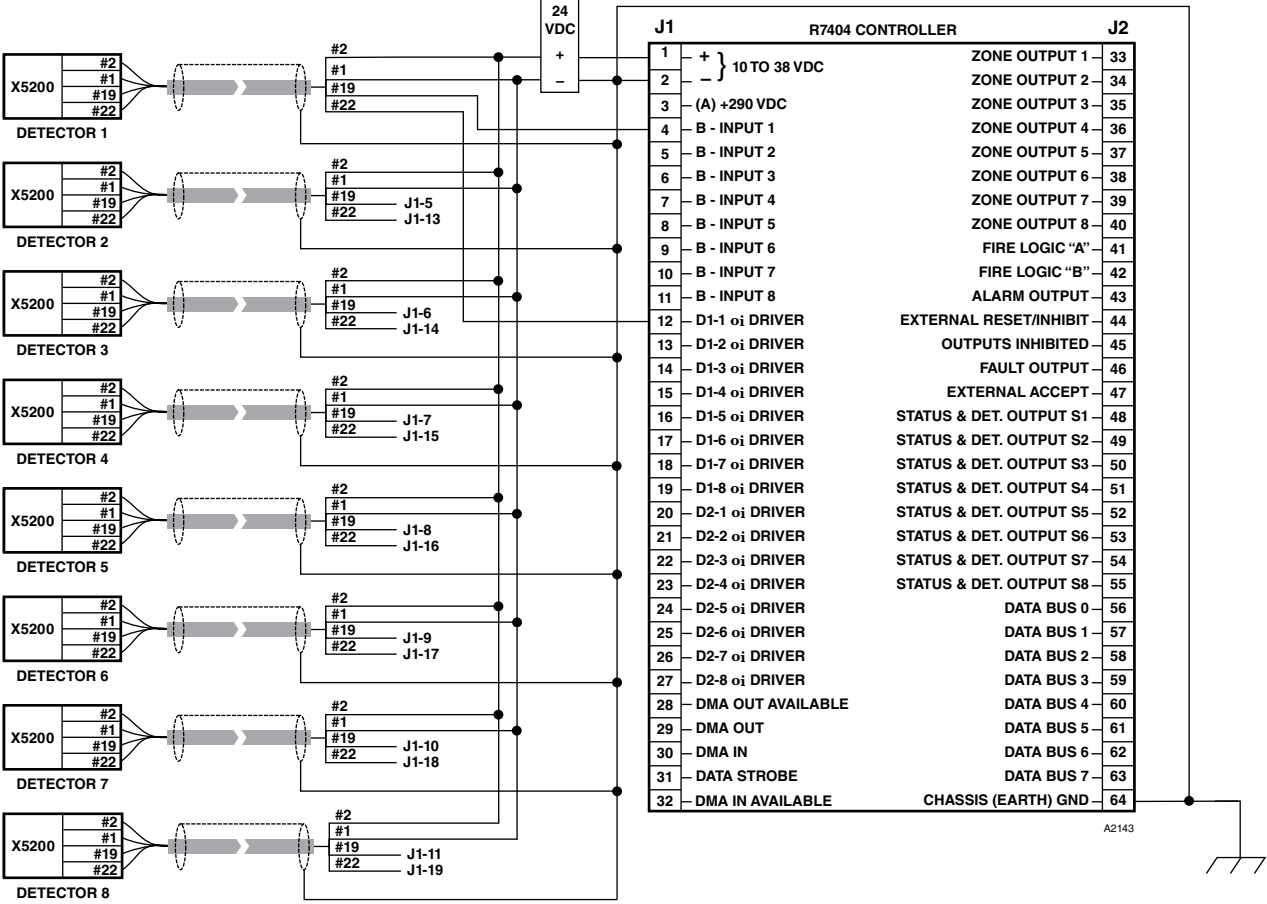 24
VDC
+
–
J1
R7404 CONTROLLER
J2
X5200
#2
#1
#19
#22
DETECTOR 1
#2
#1
#19
#22
X5200
#2
#1
#19
#22
DETECTOR 2
#2
#1
#19
#22
J1-5
J1-13
X5200
#2
#1
#19
#22
DETECTOR 3
#2
#1
#19
#22
J1-6
J1-14
X5200
#2
#1
#19
#22
DETECTOR 4
#2
#1
#19
#22
J1-7
J1-15
X5200
#2
#1
#19
#22
DETECTOR 5
#2
#1
#19
#22
J1-8
J1-16
X5200
#2
#1
#19
#22
DETECTOR 6
#2
#1
#19
#22
J1-9
J1-17
X5200
#2
#1
#19
#22
DETECTOR 7
#2
#1
#19
#22
J1-10
J1-18
X5200
#2
#1
#19
#22
DETECTOR 8
#2
#1
#19
#22
J1-11
J1-19
1 +
2 –
} 10 TO 38 VDC
3 (A) +290 VDC
4 B - INPUT 1
5 B - INPUT 2
6 B - INPUT 3
7 B - INPUT 4
8 B - INPUT 5
9 B - INPUT 6
10 B - INPUT 7
11 B - INPUT 8
12 D1-1 oi DRIVER
13 D1-2 oi DRIVER
14 D1-3 oi DRIVER
15 D1-4 oi DRIVER
16 D1-5 oi DRIVER
17 D1-6 oi DRIVER
18 D1-7 oi DRIVER
19 D1-8 oi DRIVER
20 D2-1 oi DRIVER
21 D2-2 oi DRIVER
22 D2-3 oi DRIVER
23 D2-4 oi DRIVER
24 D2-5 oi DRIVER
25 D2-6 oi DRIVER
26 D2-7 oi DRIVER
27 D2-8 oi DRIVER
28 DMA OUT AVAILABLE
29 DMA OUT
30 DMA IN
31 DATA STROBE
32 DMA IN AVAILABLE
ZONE OUTPUT 1 33
ZONE OUTPUT 2 34
ZONE OUTPUT 3 35
ZONE OUTPUT 4 36
ZONE OUTPUT 5 37
ZONE OUTPUT 6 38
ZONE OUTPUT 7 39
ZONE OUTPUT 8 40
FIRE LOGIC “A” 41
FIRE LOGIC “B” 42
ALARM OUTPUT 43
EXTERNAL RESET/INHIBIT 44
OUTPUTS INHIBITED 45
FAULT OUTPUT 46
EXTERNAL ACCEPT 47
STATUS & DET. OUTPUT S1 48
STATUS & DET. OUTPUT S2 49
STATUS & DET. OUTPUT S3 50
STATUS & DET. OUTPUT S4 51
STATUS & DET. OUTPUT S5 52
STATUS & DET. OUTPUT S6 53
STATUS & DET. OUTPUT S7 54
STATUS & DET. OUTPUT S8 55
DATA BUS 0 56
DATA BUS 1 57
DATA BUS 2 58
DATA BUS 3 59
DATA BUS 4 60
DATA BUS 5 61
DATA BUS 6 62
DATA BUS 7 63
CHASSIS (EARTH) GND 64
A2143